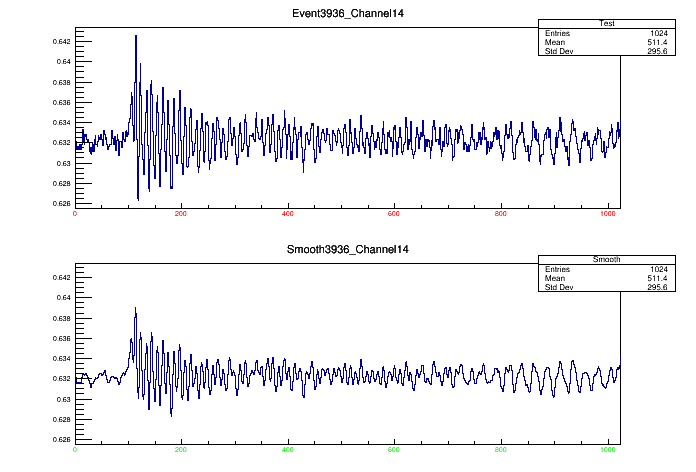 Event3936_Channel14
Test
Entries 1024
Mean 511.4
Std Dev 295.6
0.642
0.64
0.638
0.636
0.634
0.632
0.63
0.628
0.626
0 200 400 600 800 1000
Smooth3936_Channel14
Smooth
Entries 1024
Mean 511.4
Std Dev 295.6
0.642
0.64
0.638
0.636
0.634
0.632
0.63
0.628
0.626
0 200 400 600 800 1000